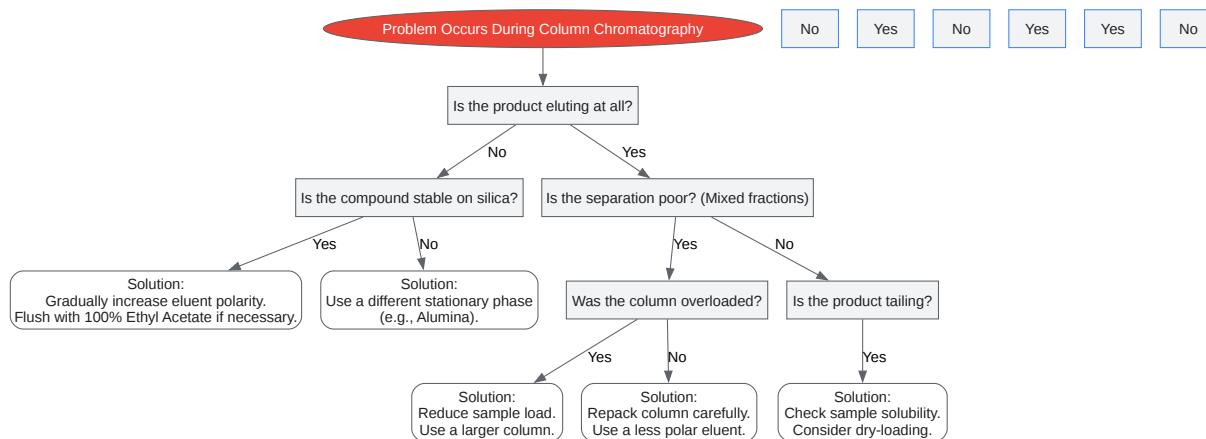 Problem Occurs During Column Chromatography
No
Yes
No
Yes
Yes
No
Is the product eluting at all?
No
Yes
Is the compound stable on silica?
Is the separation poor? (Mixed fractions)
Yes
No
Yes
No
Solution:
Gradually increase eluent polarity.
Flush with 100% Ethyl Acetate if necessary.
Solution:
Use a different stationary phase
(e.g., Alumina).
Was the column overloaded?
Is the product tailing?
Yes
No
Yes
Solution:
Reduce sample load.
Use a larger column.
Solution:
Repack column carefully.
Use a less polar eluent.
Solution:
Check sample solubility.
Consider dry-loading.